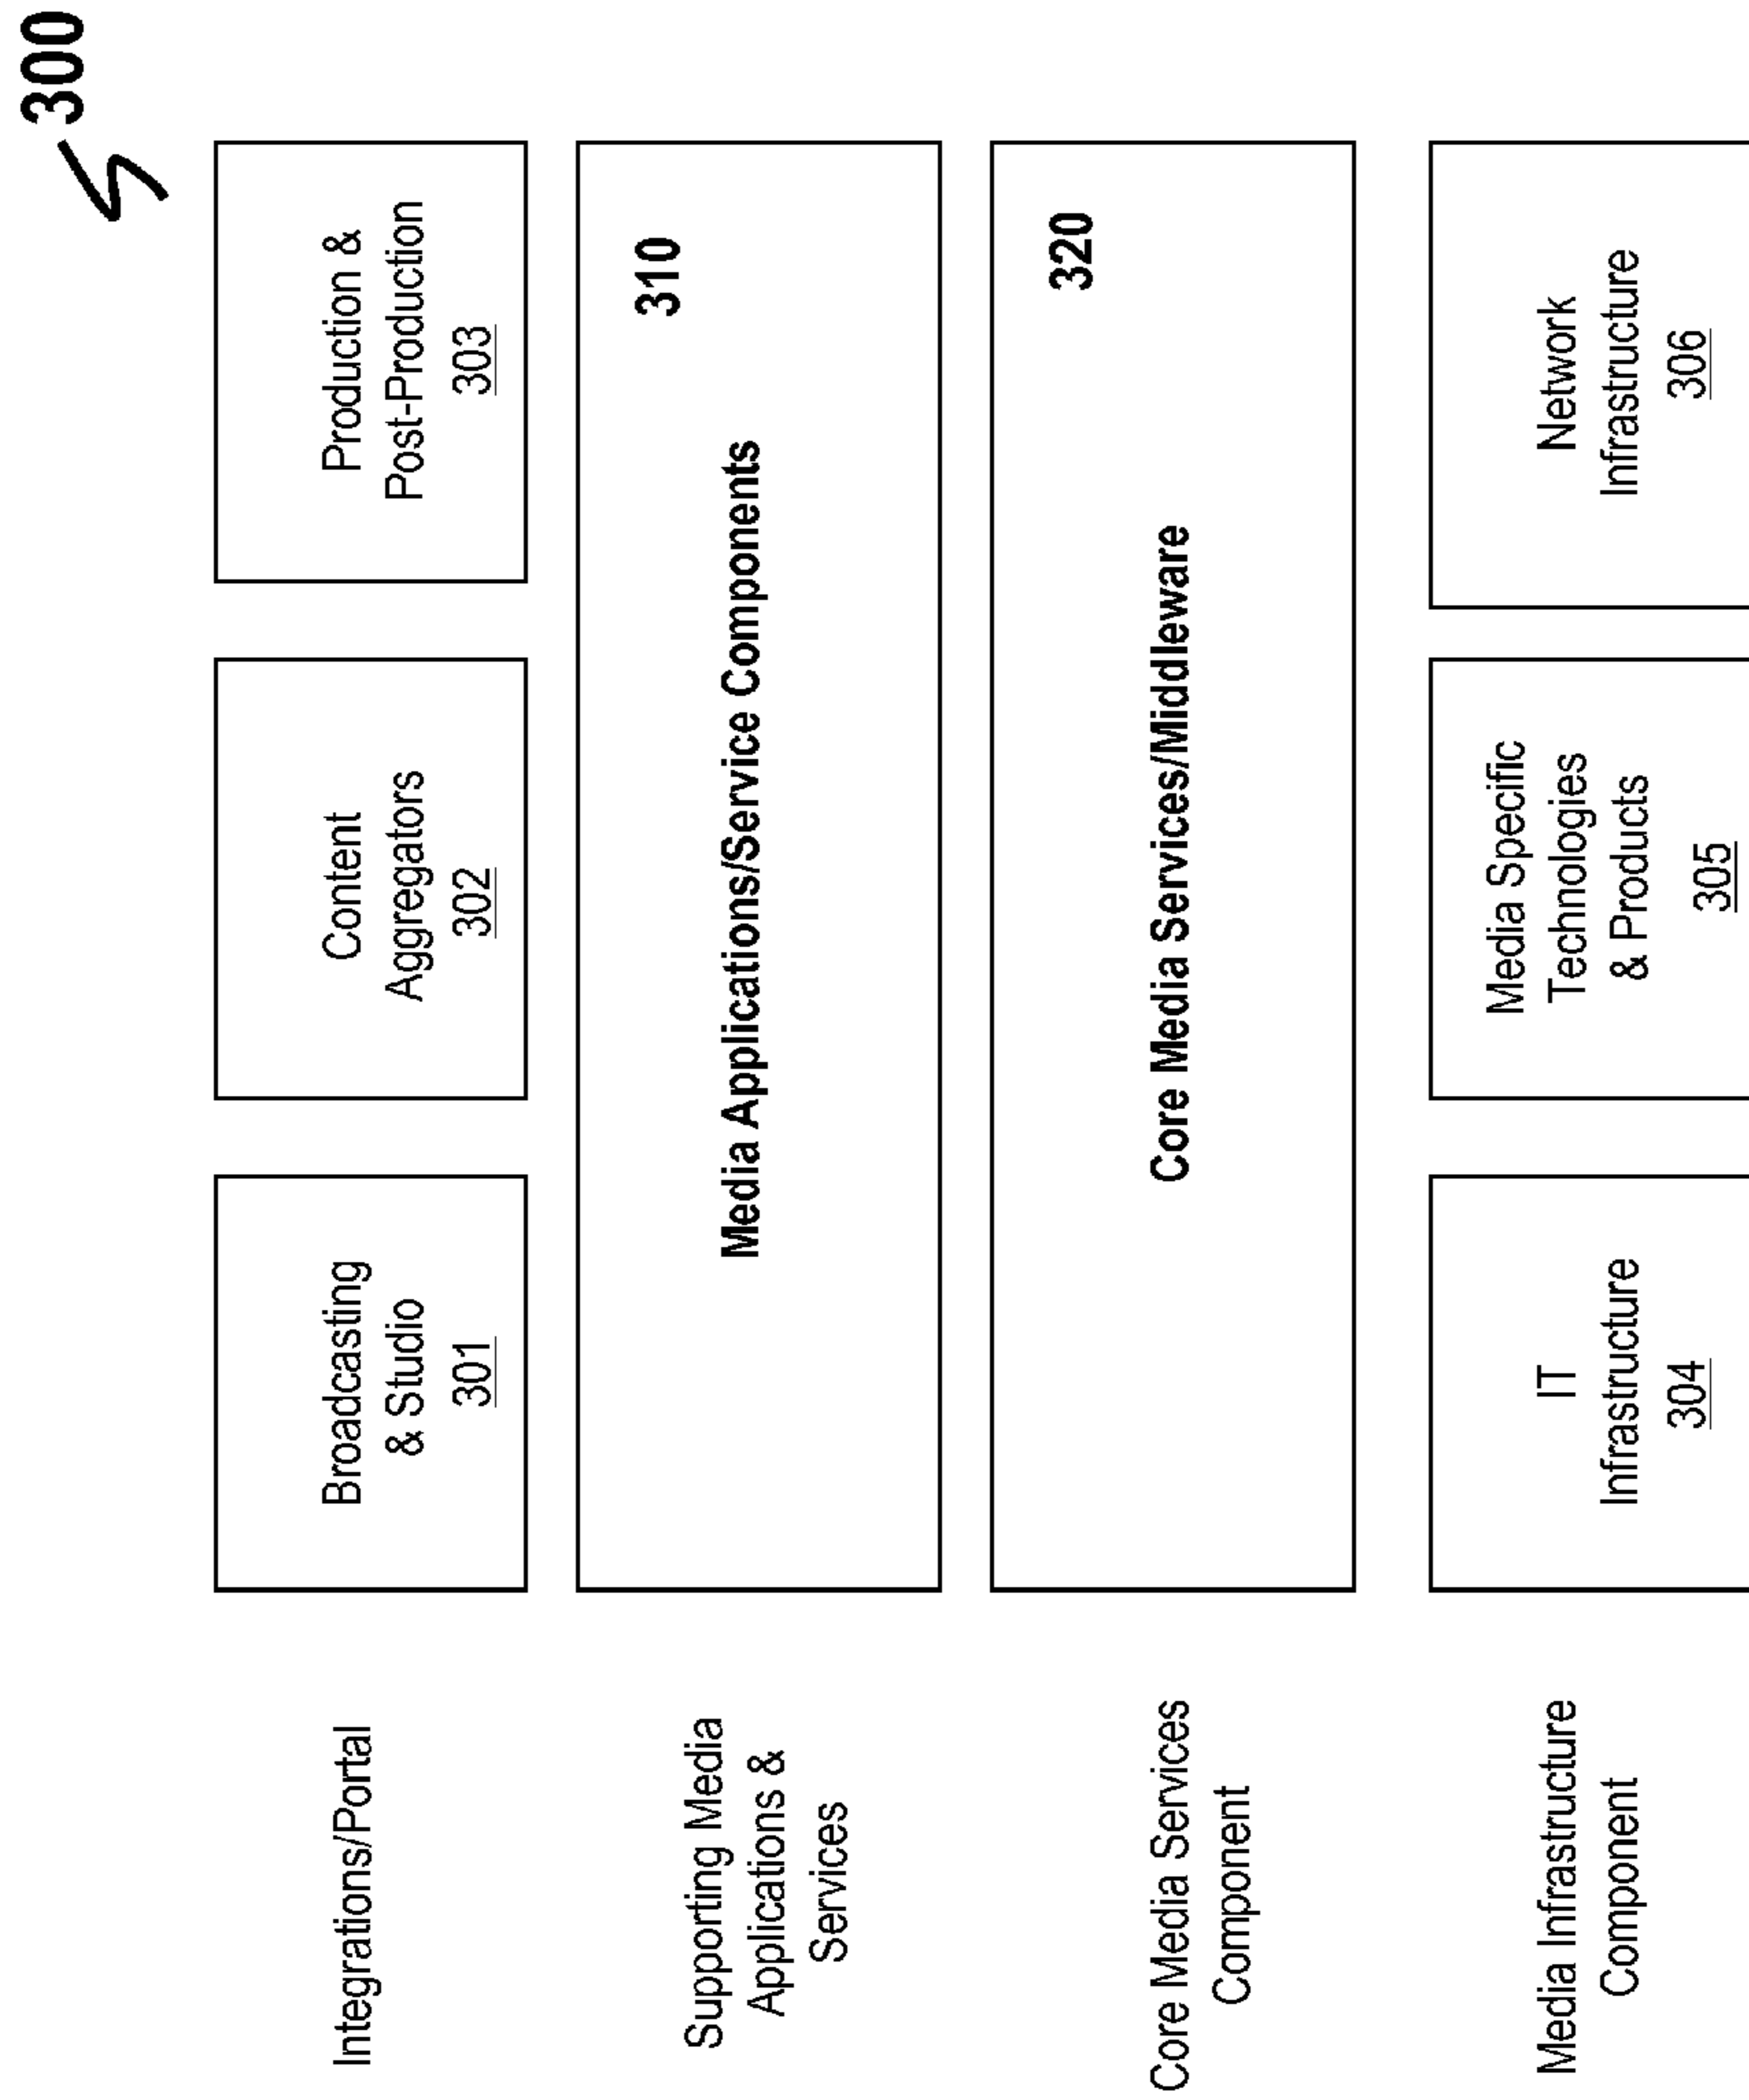 300
Integrations/Portal
Broadcasting
& Studio
301
Content
Aggregators
302
Production &
Post-Production
303
Supporting Media
Applications &
Services
310
Media Applications/Service Components
Core Media Services
Component
320
Core Media Services/Middleware
Media Infrastructure
Component
IT
Infrastructure
304
Media Specific
Technologies
& Products
305
Network
Infrastructure
306